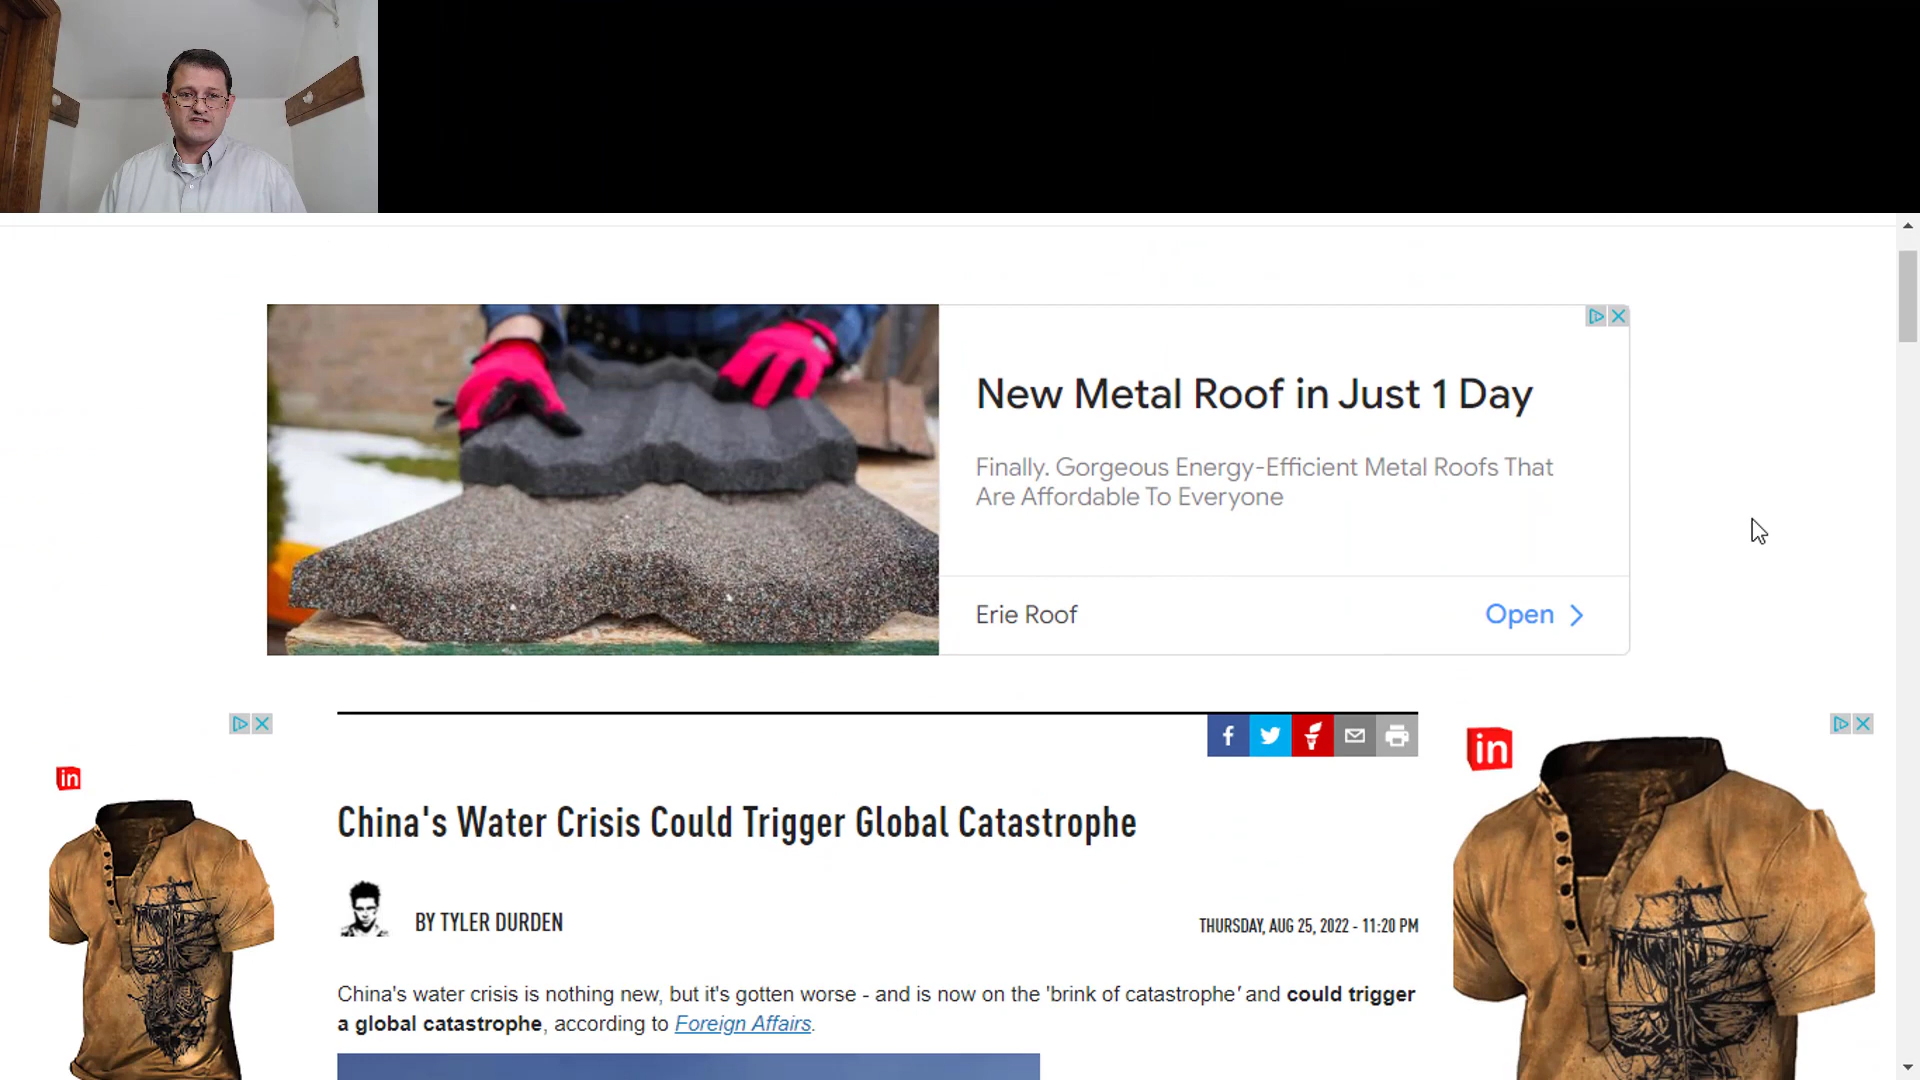 New Metal Roof in Just 1 Day
Finally. Gorgeous Energy-Efficient Metal Roofs That
Are Affordable To Everyone
Erie Roof
Open
in
in
China's Water Crisis Could Trigger Global Catastrophe
BY TYLER DURDEN
THURSDAY, AUG 25, 2022 - 11:20 PM
China's water crisis is nothing new, but it's gotten worse - and is now on the 'brink of catastrophe' and could trigger
a global catastrophe, according to Foreign Affairs.